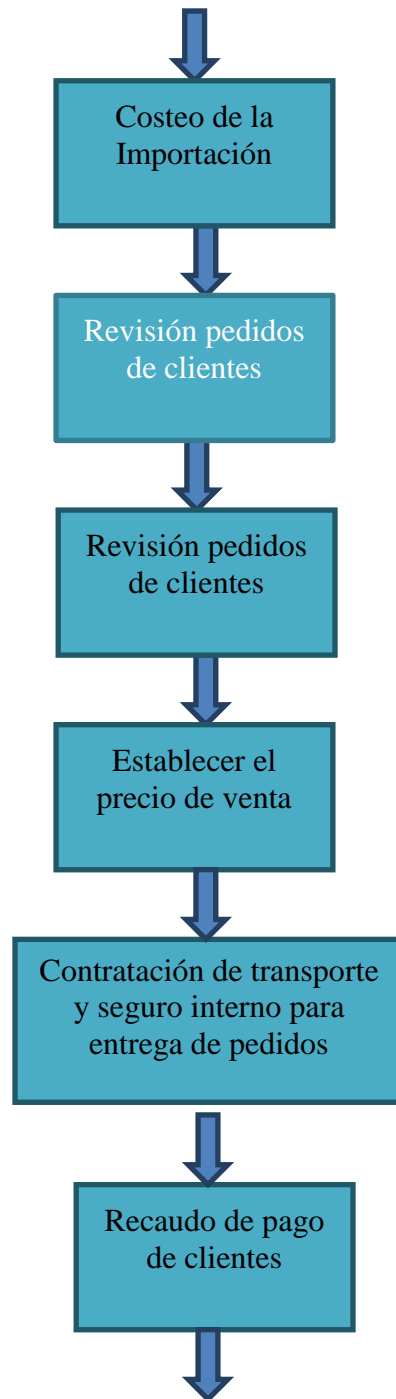 Costeo de la
Importación
Revisión pedidos
de clientes
Revisión pedidos
de clientes
Establecer el
precio de venta
Contratación de transporte
y seguro interno para
entrega de pedidos
Recaudo de pago
de clientes